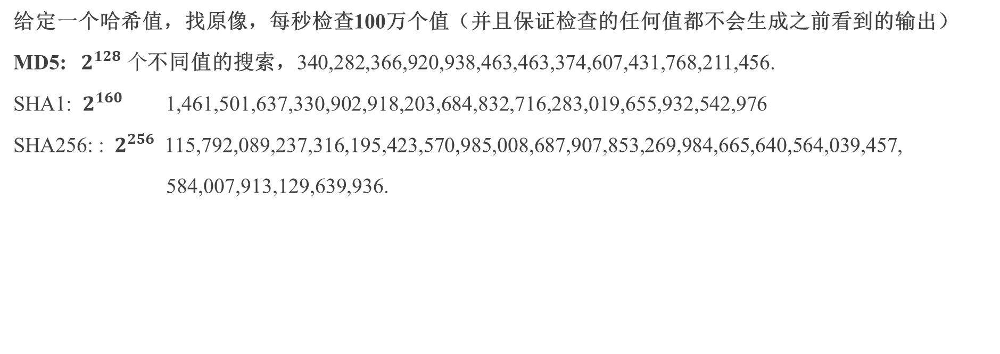 给定一个哈希值，找原像，每秒检查100万个值（并且保证检查的任何值都不会生成之前看到的输出）
MD5: 2^128 个不同值的搜索，340,282,366,920,938,463,463,374,607,431,768,211,456.
SHA1: 2^160 1,461,501,637,330,902,918,203,684,832,716,283,019,655,932,542,976
SHA256: : 2^256 115,792,089,237,316,195,423,570,985,008,687,907,853,269,984,665,640,564,039,457,
584,007,913,129,639,936.